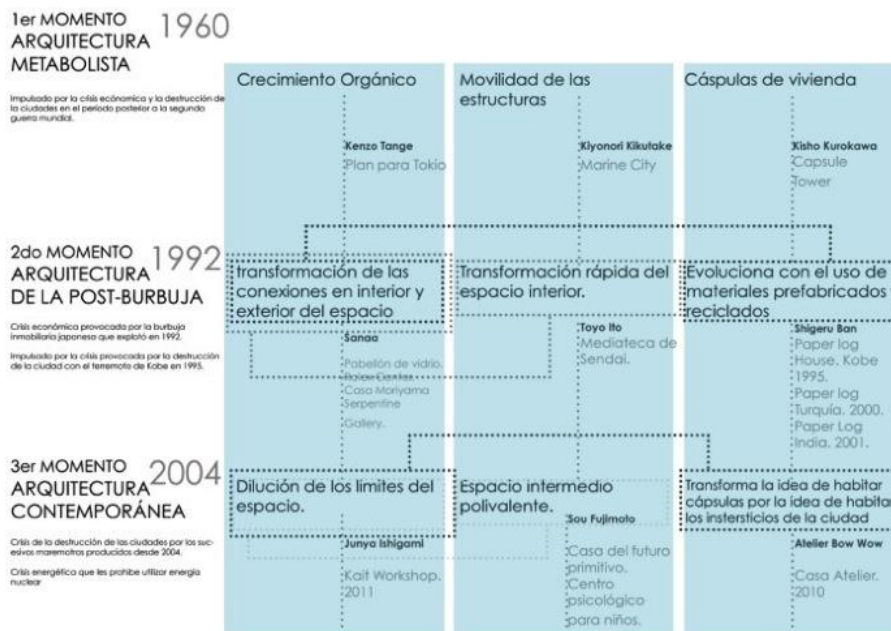 1er MOMENTO 1960
ARQUITECTURA
METABOLISTA
Impulsado por la crisis económica y la destrucción de
la ciudades en el período posterior a la segunda
guerra mundial.
Crecimiento Orgánico
Kenzo Tange
Plan para Tokio
Movilidad de las
estructuras
Kiyonori Kikutake
Marine City
Cáspulas de vivienda
Kisho Kurokawa
Capsule
Tower
2do MOMENTO 1992
ARQUITECTURA
DE LA POST-BURBUJA
Crisis económica provocada por la burbuja
inmobiliaria japonesa que explotó en 1992.
Impulsado por la crisis provocada por la destrucción
de la ciudad con el terremoto de Kobe en 1995.
transformación de las
conexiones en interior y
exterior del espacio
Sanaa
Pabellón de vidrio.
Rolex Center.
Casa Moriyama
Serpentine
Gallery.
Transformación rápida del
espacio interior.
Toyo Ito
Mediateca de
Sendai.
Evoluciona con el uso de
materiales prefabricados y
reciclados
Shigeru Ban
Paper log
House. Kobe
1995.
Paper log
Turquía. 2000.
Paper Log
India. 2001.
3er MOMENTO 2004
ARQUITECTURA
CONTEMPORÁNEA
Crisis de la destrucción de las ciudades por los suc-
esivos maremotros producidos desde 2004.
Crisis energética que les prohibe utilizar energía
nuclear
Dilución de los limites del
espacio.
Junya Ishigami
Kait Workshop.
2011
Espacio intermedio
polivalente.
Sou Fujimoto
Casa del futuro
primitivo.
Centro
psicológico
para niños.
Transforma la idea de habitar
cápsulas por la idea de habitar
los instersticios de la ciudad
Atelier Bow Wow
Casa Atelier.
2010